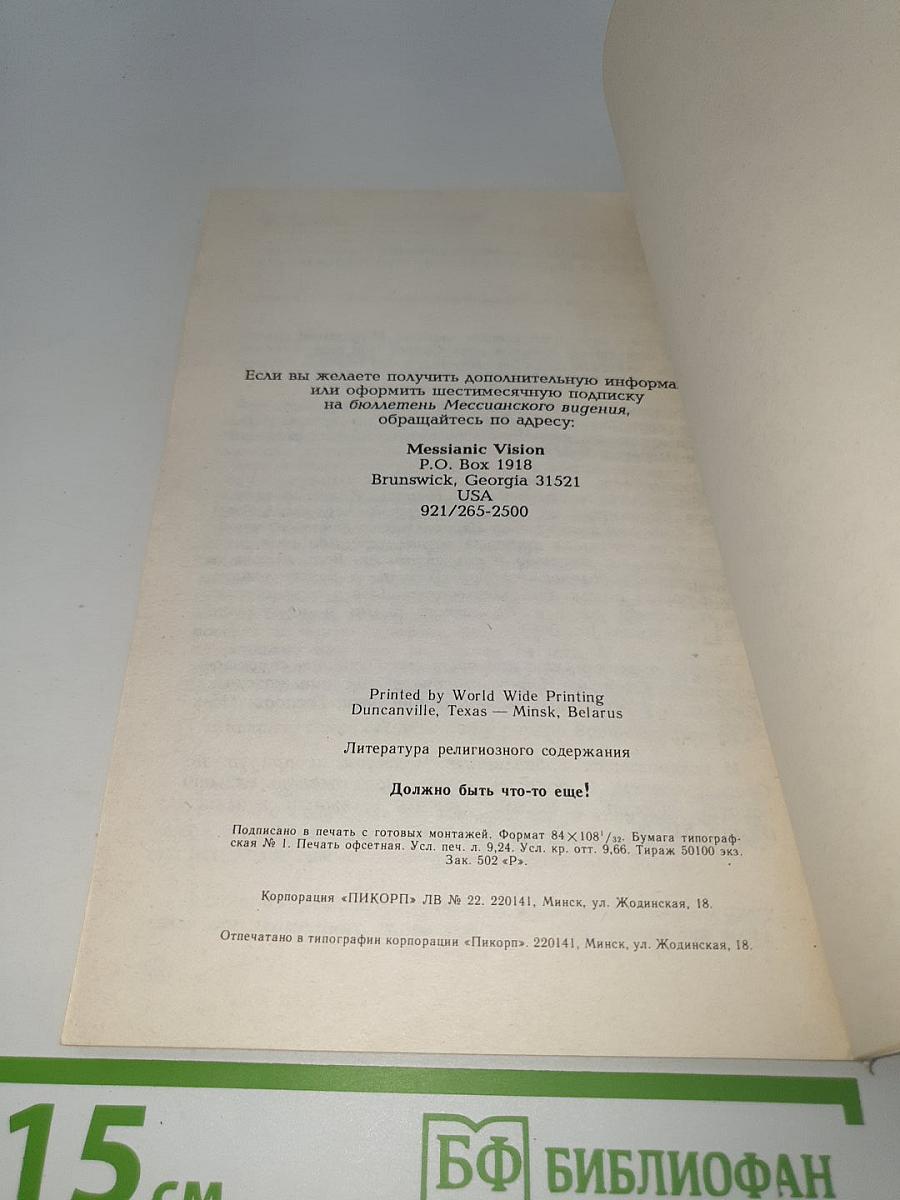 Если вы желаете получить дополнительную информа
или оформить шестимесячную подписку
на бюллетень Мессианского видения,
обращайтесь по адресу:
Messianic Vision
P.O. Box 1918
Brunswick, Georgia 31521
USA
921/265-2500
Printed by World Wide Printing
Duncanville, Texas — Minsk, Belarus
Литература религиозного содержания
Должно быть что-то еще!
Подписано в печать с готовых монтажей. Формат 84×108¹/₃₂. Бумага типограф-
ская № 1. Печать офсетная. Усл. печ. л. 9,24. Усл. кр. отт. 9,66. Тираж 50100 экз.
Зак. 502 «Р».
Корпорация «ПИКОРП» ЛВ № 22. 220141, Минск, ул. Жодинская, 18.
Отпечатано в типографии корпорации «Пикорп». 220141, Минск, ул. Жодинская, 18.
15 см
БФ БИБЛИОФАН